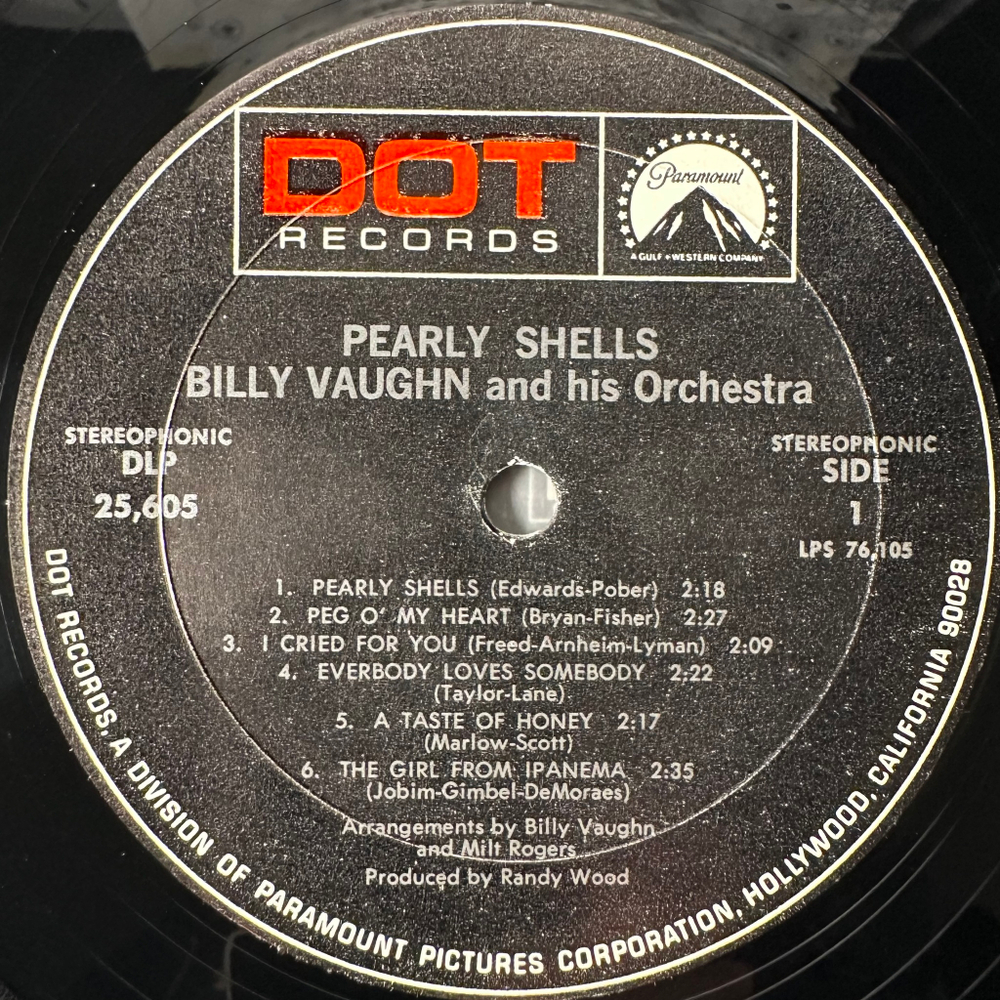 DOT
RECORDS
Paramount
A GULF + WESTERN COMPANY
PEARLY SHELLS
BILLY VAUGHN and his Orchestra
STEREOPHONIC
DLP
25,605
STEREOPHONIC
SIDE
1
LPS 76,105
1. PEARLY SHELLS (Edwards-Pober) 2:18
2. PEG O' MY HEART (Bryan-Fisher) 2:27
3. I CRIED FOR YOU (Freed-Arnheim-Lyman) 2:09
4. EVERBODY LOVES SOMEBODY 2:22
(Taylor-Lane)
5. A TASTE OF HONEY 2:17
(Marlow-Scott)
6. THE GIRL FROM IPANEMA 2:35
(Jobim-Gimbel-DeMoraes)
Arrangements by Billy Vaughn
and Milt Rogers
Produced by Randy Wood
DOT RECORDS, A DIVISION OF PARAMOUNT PICTURES CORPORATION, HOLLYWOOD, CALIFORNIA 90028